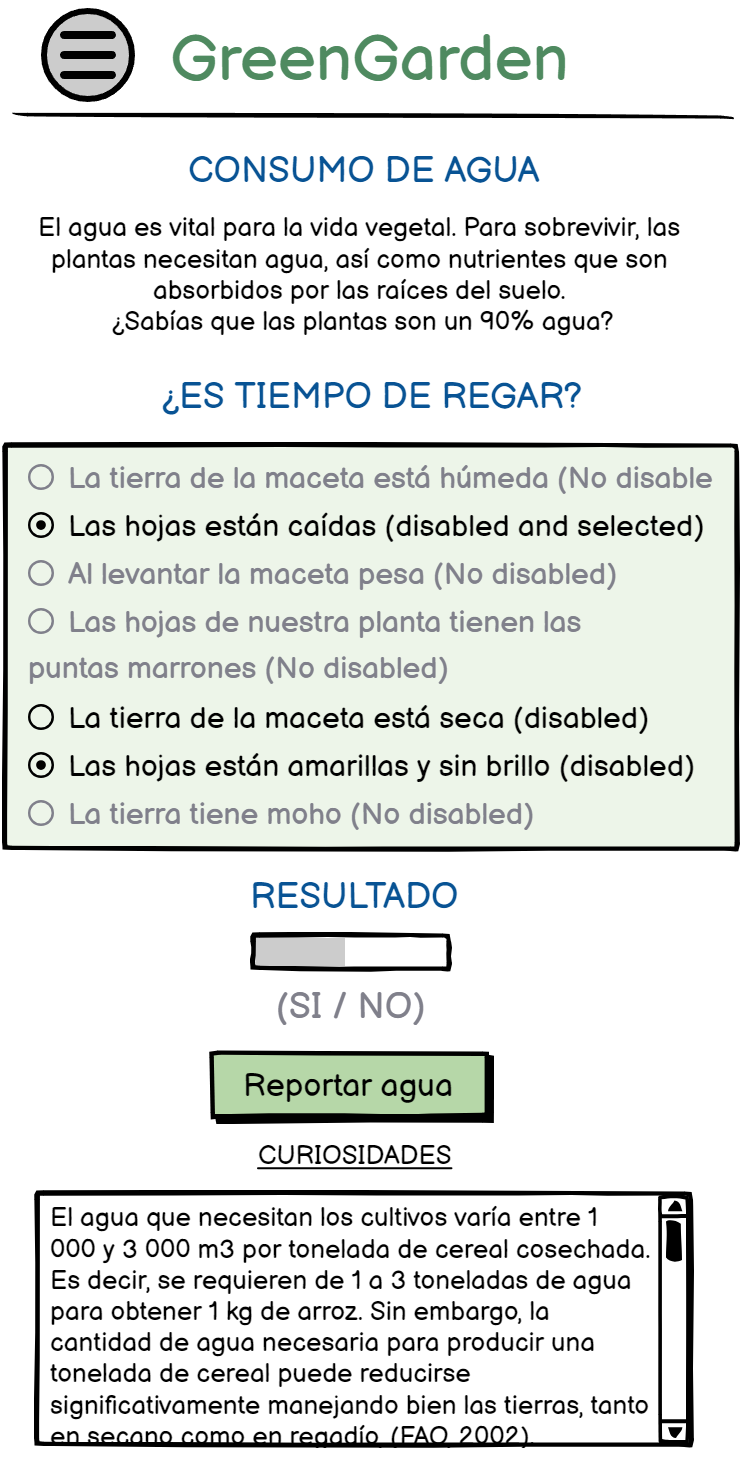 GreenGarden
CONSUMO DE AGUA
El agua es vital para la vida vegetal. Para sobrevivir, las
plantas necesitan agua, así como nutrientes que son
absorbidos por las raíces del suelo.
¿Sabías que las plantas son un 90% agua?
¿ES TIEMPO DE REGAR?
La tierra de la maceta está húmeda (No disable
Las hojas están caídas (disabled and selected)
Al levantar la maceta pesa (No disabled)
Las hojas de nuestra planta tienen las
puntas marrones (No disabled)
La tierra de la maceta está seca (disabled)
Las hojas están amarillas y sin brillo (disabled)
La tierra tiene moho (No disabled)
RESULTADO
(SI / NO)
Reportar agua
CURIOSIDADES
El agua que necesitan los cultivos varía entre 1
000 y 3 000 m3 por tonelada de cereal cosechada.
Es decir, se requieren de 1 a 3 toneladas de agua
para obtener 1 kg de arroz. Sin embargo, la
cantidad de agua necesaria para producir una
tonelada de cereal puede reducirse
significativamente manejando bien las tierras, tanto
en secano como en regadío, (FAO, 2002).